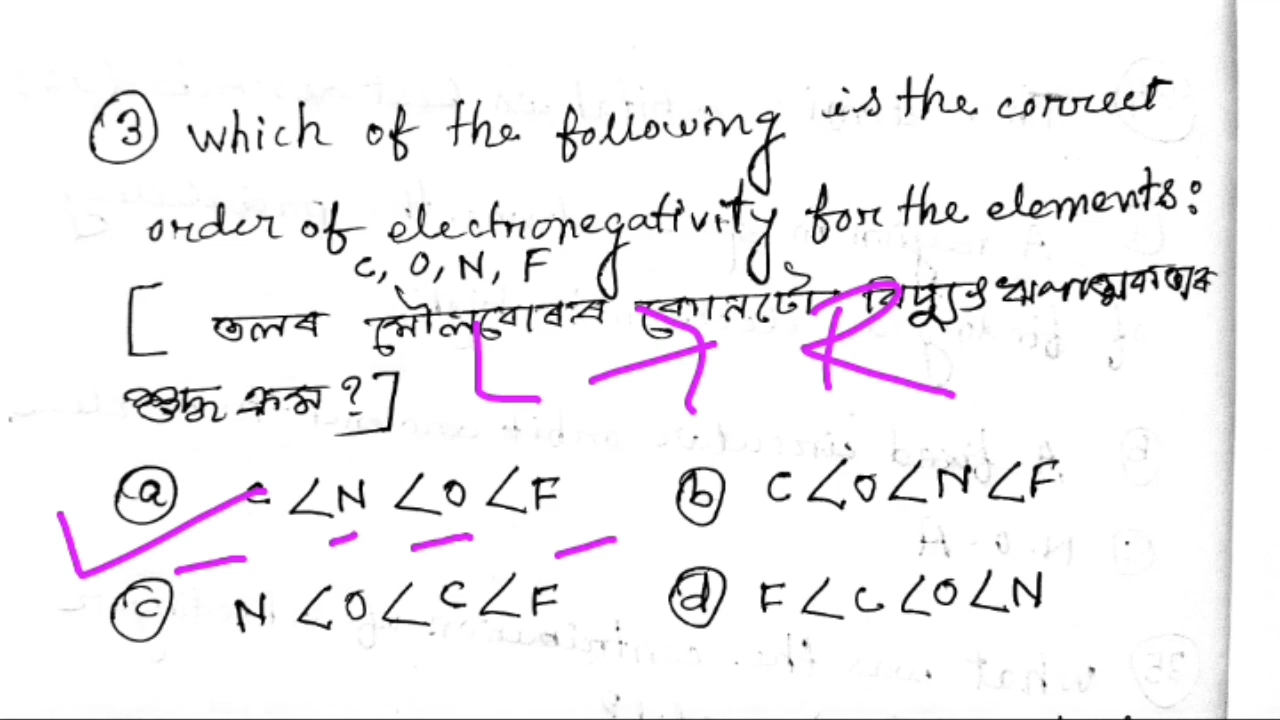 ③ which of the following is the correct
order of electronegativity for the elements:
C, O, N, F
[ তলৰ মৌলবোৰৰ কোনটো বিদ্যুৎ ঋণাত্মকতাৰ
L → R
শুদ্ধ ক্ৰম ? ]
ⓐ C < N < O < F ⓑ C < O < N < F
ⓒ N < O < C < F ⓓ F < C < O < N